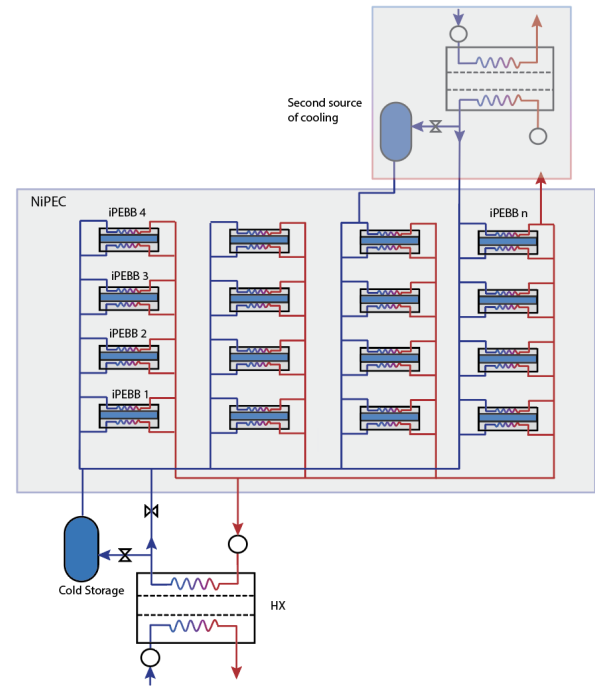 Second source
of cooling
NiPEC
iPEBB 4
iPEBB n
iPEBB 3
iPEBB 2
iPEBB 1
Cold Storage
HX